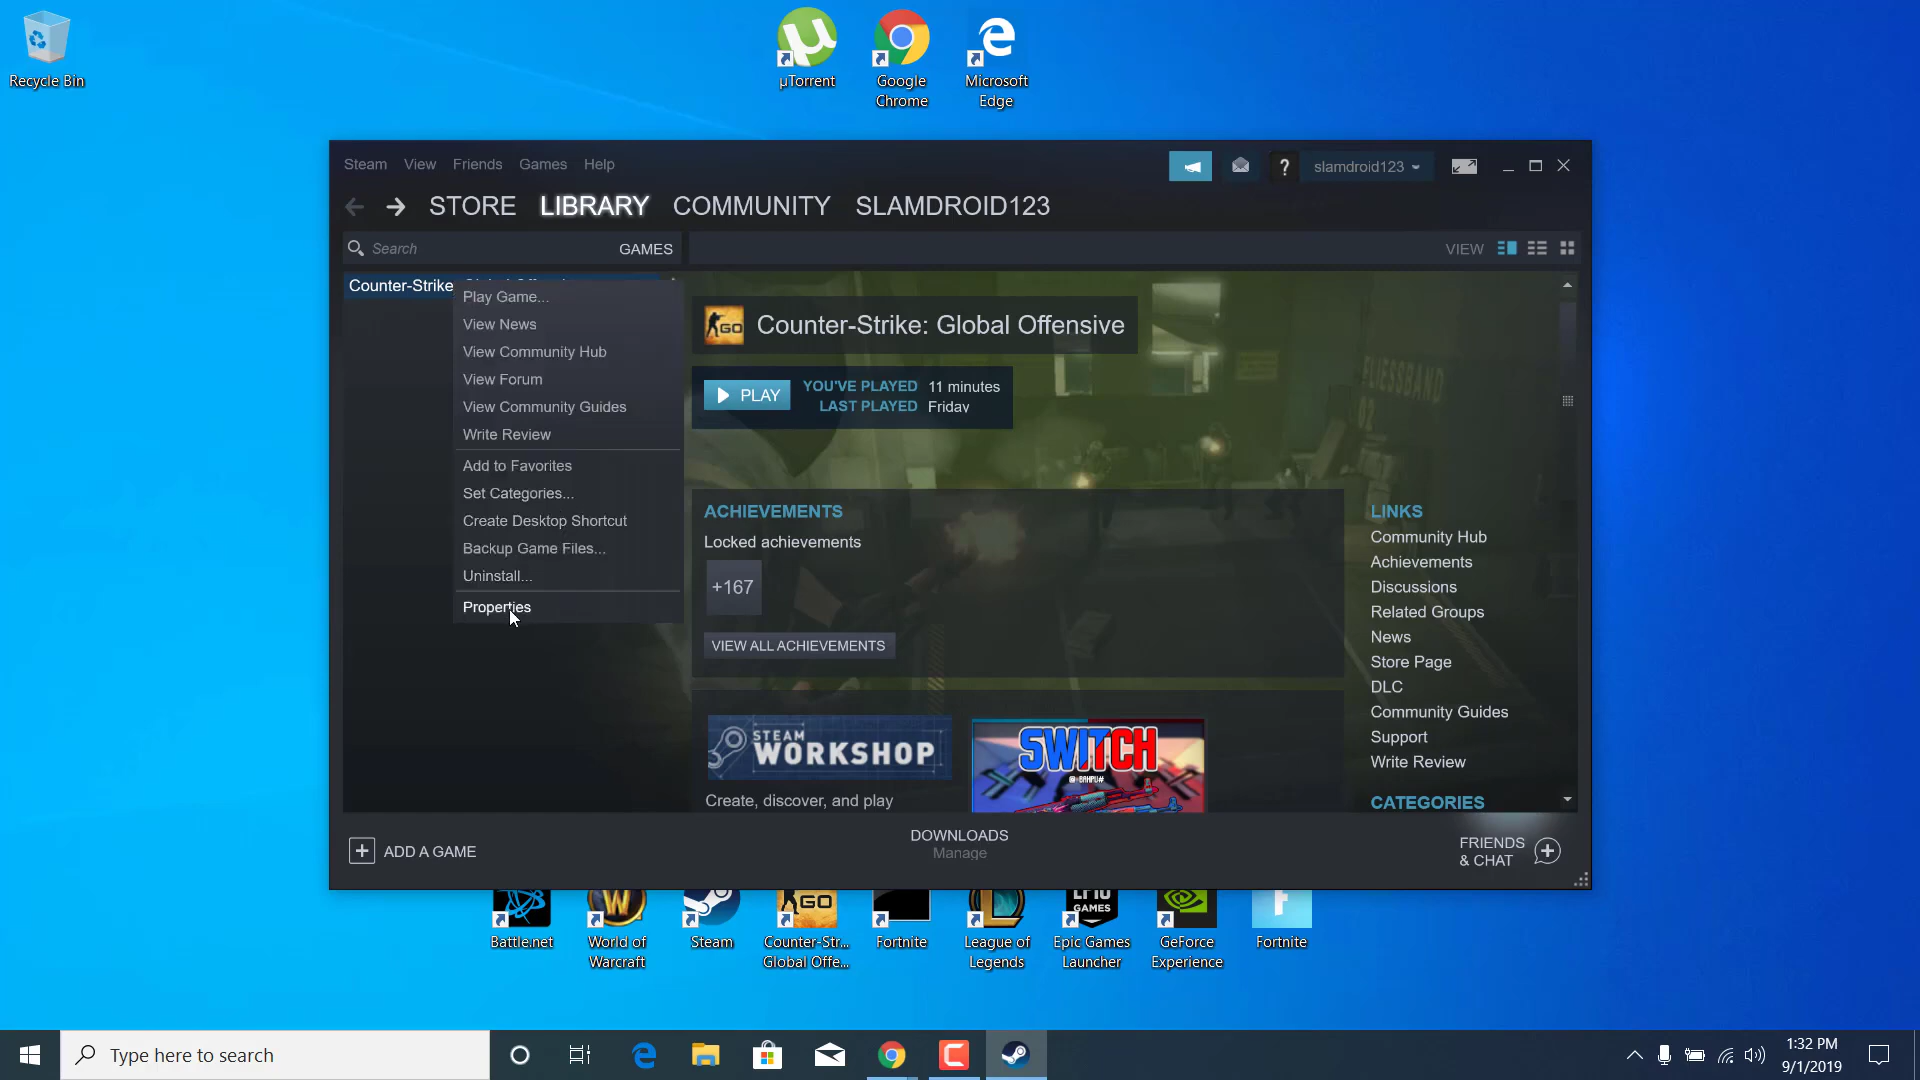 Recycle Bin
µTorrent
Google
Chrome
Microsoft
Edge
Steam View Friends Games Help
slamdroid123
STORE LIBRARY COMMUNITY SLAMDROID123
Search
GAMES
VIEW
Counter-Strike
Play Game...
View News
View Community Hub
View Forum
View Community Guides
Write Review
Add to Favorites
Set Categories...
Create Desktop Shortcut
Backup Game Files...
Uninstall...
Properties
GO
Counter-Strike: Global Offensive
PLAY
YOU'VE PLAYED 11 minutes
LAST PLAYED Friday
ACHIEVEMENTS
Locked achievements
+167
VIEW ALL ACHIEVEMENTS
STEAM
WORKSHOP
Create, discover, and play
SWITCH
LINKS
Community Hub
Achievements
Discussions
Related Groups
News
Store Page
DLC
Community Guides
Support
Write Review
CATEGORIES
ADD A GAME
DOWNLOADS
Manage
FRIENDS
& CHAT
Battle.net
World of
Warcraft
Steam
GO
Counter-Str...
Global Offe...
Fortnite
League of
Legends
GAMES
Epic Games
Launcher
GeForce
Experience
Fortnite
Type here to search
1:32 PM
9/1/2019